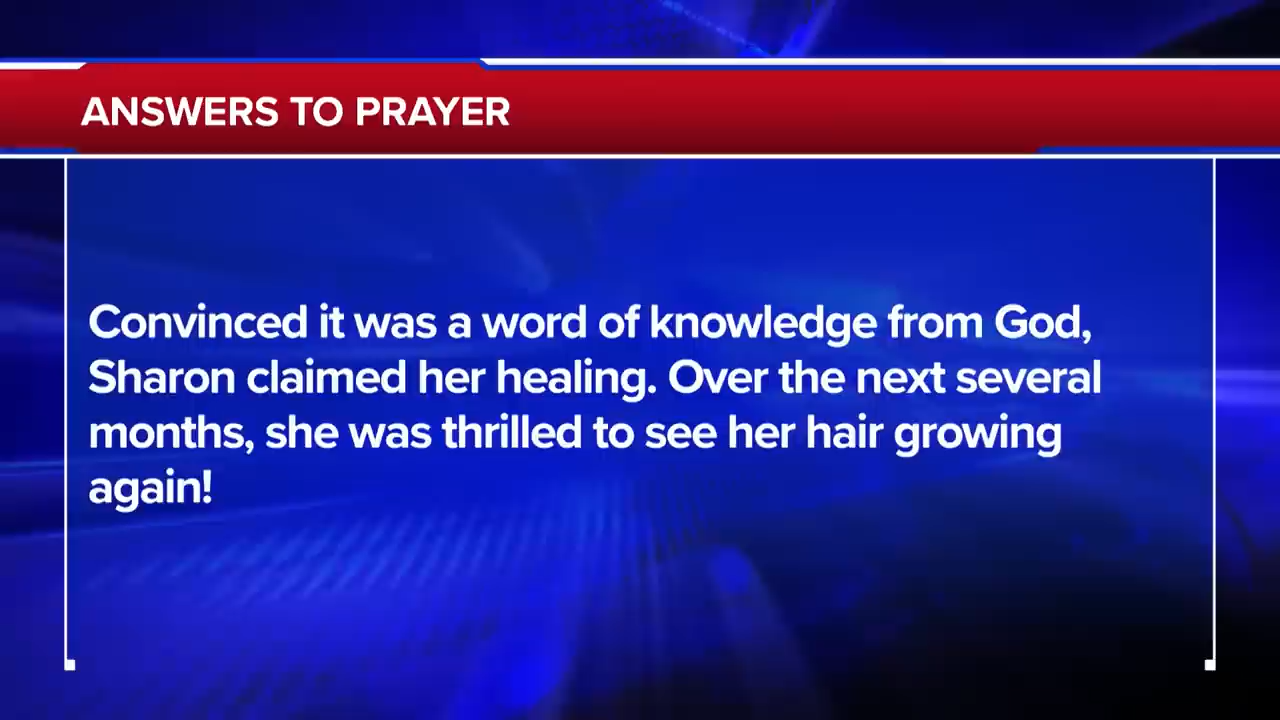 ANSWERS TO PRAYER
Convinced it was a word of knowledge from God,
Sharon claimed her healing. Over the next several
months, she was thrilled to see her hair growing
again!